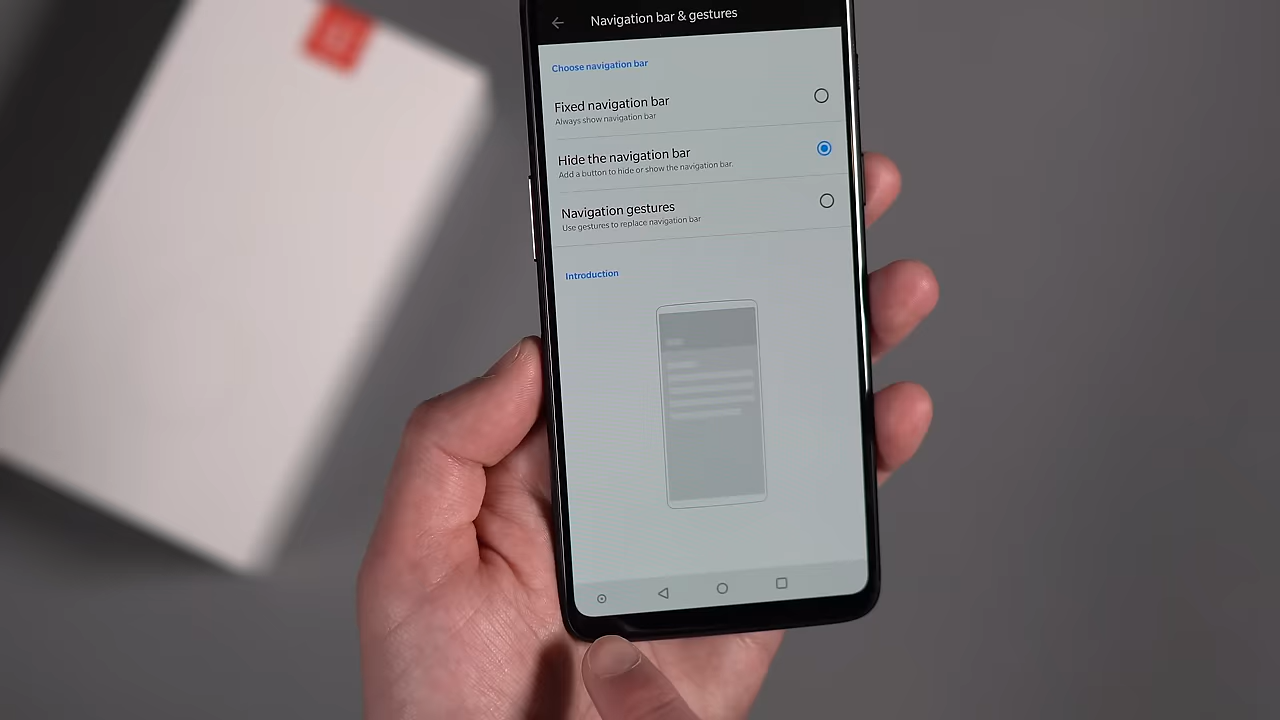 Navigation bar & gestures
Choose navigation bar
Fixed navigation bar
Always show navigation bar
Hide the navigation bar
Add a button to hide or show the navigation bar.
Navigation gestures
Use gestures to replace navigation bar
Introduction